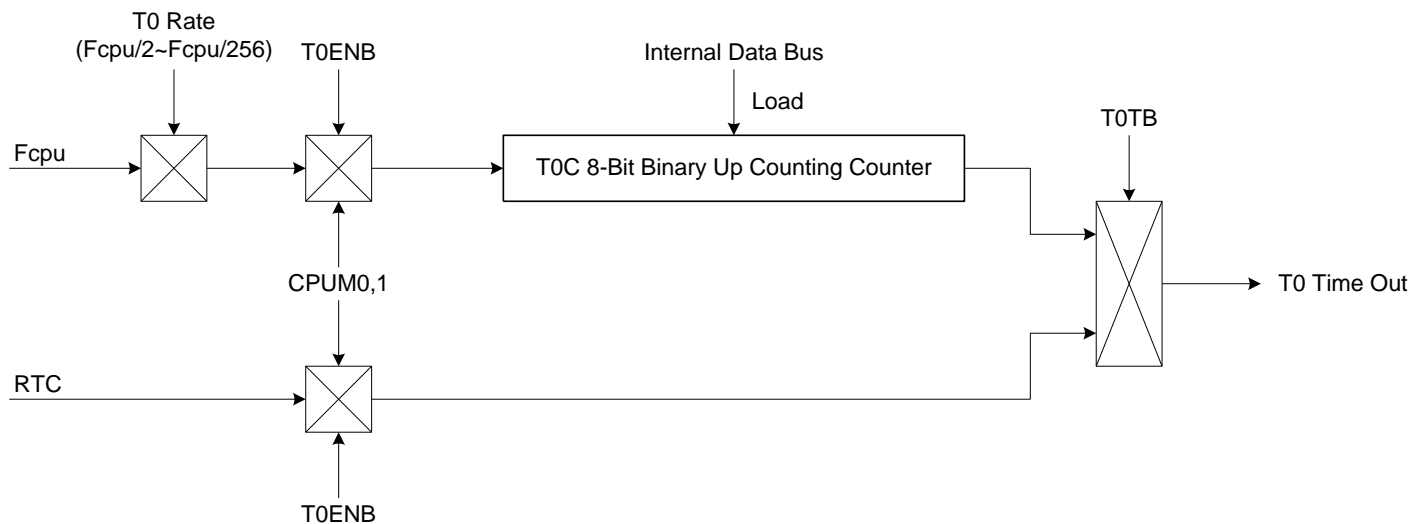 T0 Rate
(Fcpu/2~Fcpu/256)
T0ENB
Internal Data Bus
Load
T0TB
Fcpu
T0C 8-Bit Binary Up Counting Counter
CPUM0,1
T0 Time Out
RTC
T0ENB